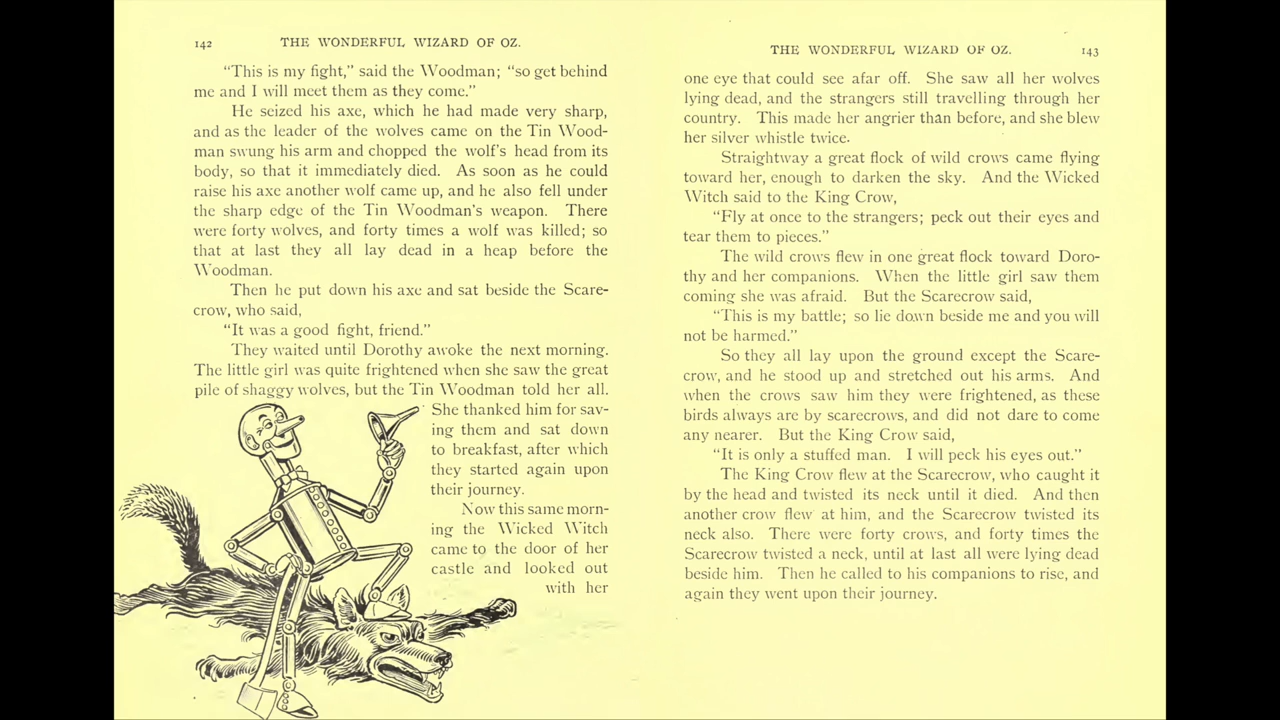 142 THE WONDERFUL WIZARD OF OZ.
"This is my fight," said the Woodman; "so get behind
me and I will meet them as they come."
He seized his axe, which he had made very sharp,
and as the leader of the wolves came on the Tin Wood-
man swung his arm and chopped the wolf's head from its
body, so that it immediately died. As soon as he could
raise his axe another wolf came up, and he also fell under
the sharp edge of the Tin Woodman's weapon. There
were forty wolves, and forty times a wolf was killed; so
that at last they all lay dead in a heap before the
Woodman.
Then he put down his axe and sat beside the Scare-
crow, who said,
"It was a good fight, friend."
They waited until Dorothy awoke the next morning.
The little girl was quite frightened when she saw the great
pile of shaggy wolves, but the Tin Woodman told her all.
She thanked him for sav-
ing them and sat down
to breakfast, after which
they started again upon
their journey.
Now this same morn-
ing the Wicked Witch
came to the door of her
castle and looked out
with her
THE WONDERFUL WIZARD OF OZ. 143
one eye that could see afar off. She saw all her wolves
lying dead, and the strangers still travelling through her
country. This made her angrier than before, and she blew
her silver whistle twice.
Straightway a great flock of wild crows came flying
toward her, enough to darken the sky. And the Wicked
Witch said to the King Crow,
"Fly at once to the strangers; peck out their eyes and
tear them to pieces."
The wild crows flew in one great flock toward Doro-
thy and her companions. When the little girl saw them
coming she was afraid. But the Scarecrow said,
"This is my battle; so lie down beside me and you will
not be harmed."
So they all lay upon the ground except the Scare-
crow, and he stood up and stretched out his arms. And
when the crows saw him they were frightened, as these
birds always are by scarecrows, and did not dare to come
any nearer. But the King Crow said,
"It is only a stuffed man. I will peck his eyes out."
The King Crow flew at the Scarecrow, who caught it
by the head and twisted its neck until it died. And then
another crow flew at him, and the Scarecrow twisted its
neck also. There were forty crows, and forty times the
Scarecrow twisted a neck, until at last all were lying dead
beside him. Then he called to his companions to rise, and
again they went upon their journey.